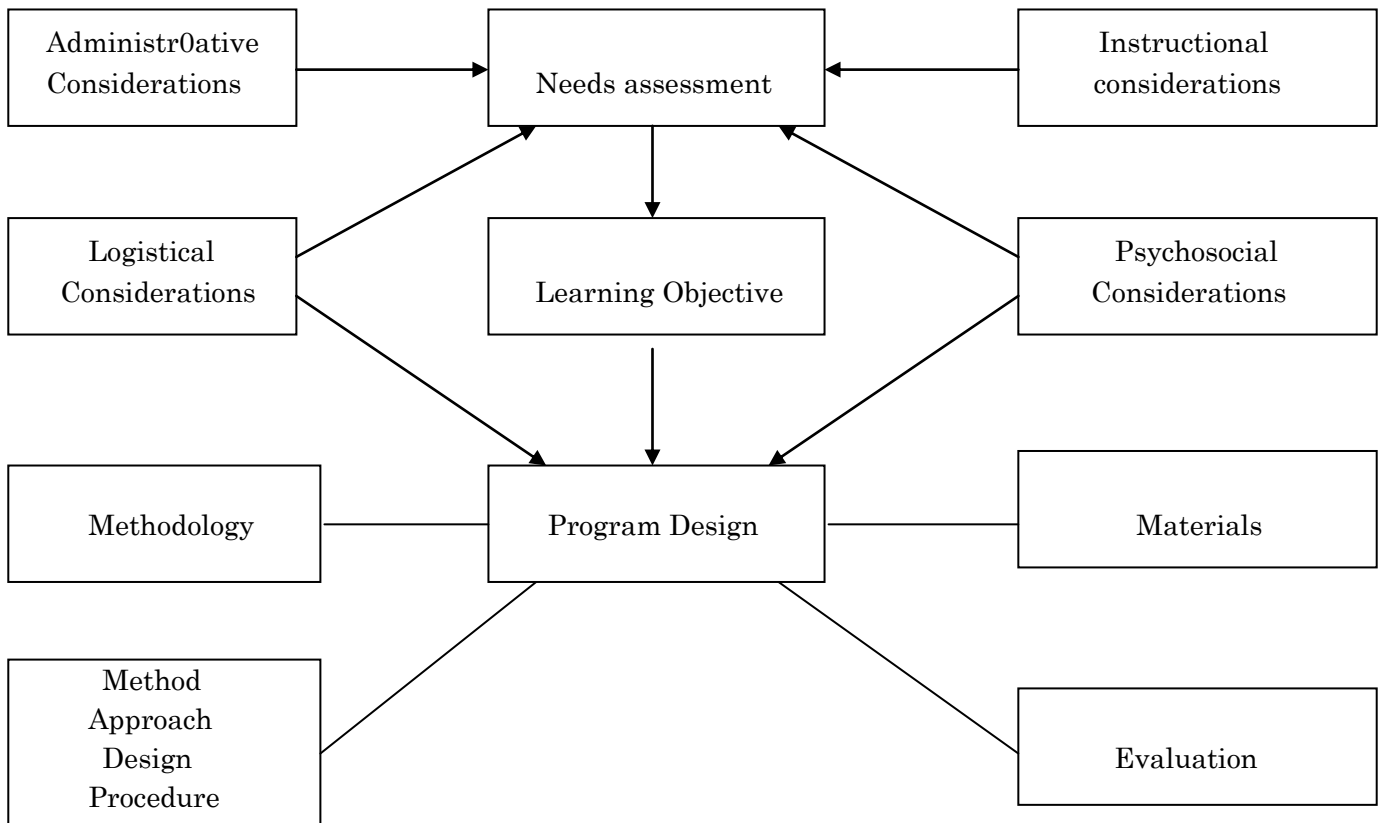 Administr0ative
Considerations
Needs assessment
Instructional
considerations
Logistical
Considerations
Learning Objective
Psychosocial
Considerations
Methodology
Program Design
Materials
Method
Approach
Design
Procedure
Evaluation